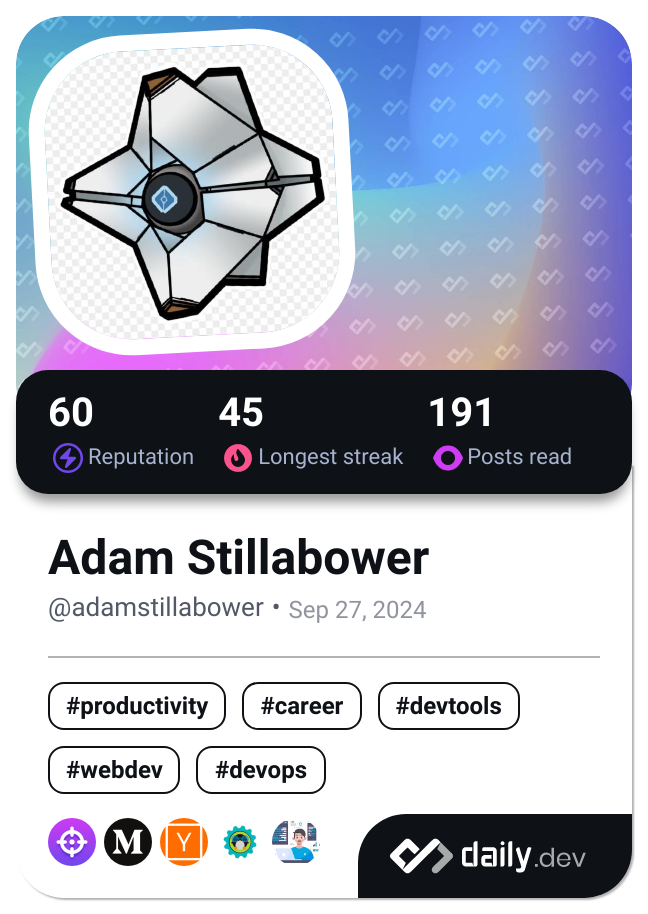 60 45 191
Reputation Longest streak Posts read
Adam Stillabower
@adamstillabower • Sep 27, 2024
#productivity #career #devtools
#webdev #devops
M Y daily.dev